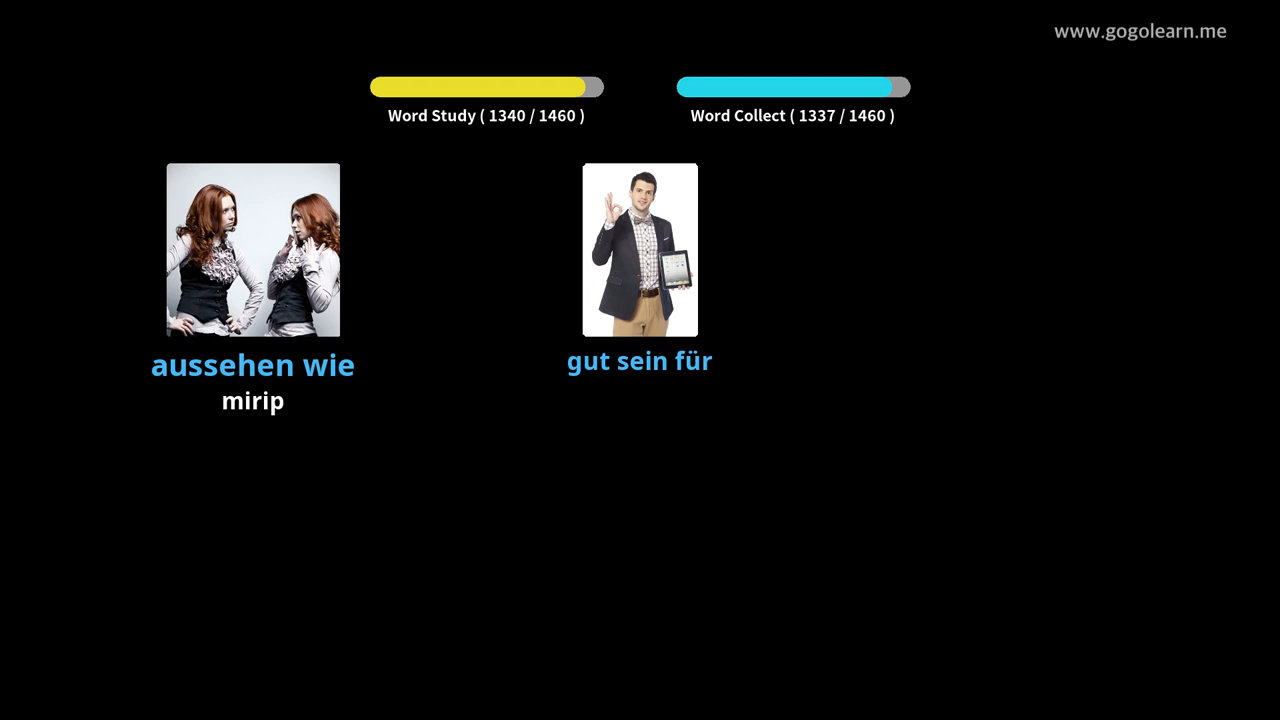 www.gogolearn.me
Word Study ( 1340 / 1460 )
Word Collect ( 1337 / 1460 )
aussehen wie
mirip
gut sein für